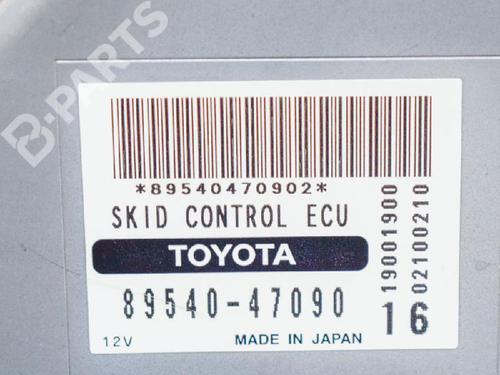 B-PARTS
*89540470902*
SKID CONTROL ECU
TOYOTA
89540-47090
12V
MADE IN JAPAN
19001900
02100210
16